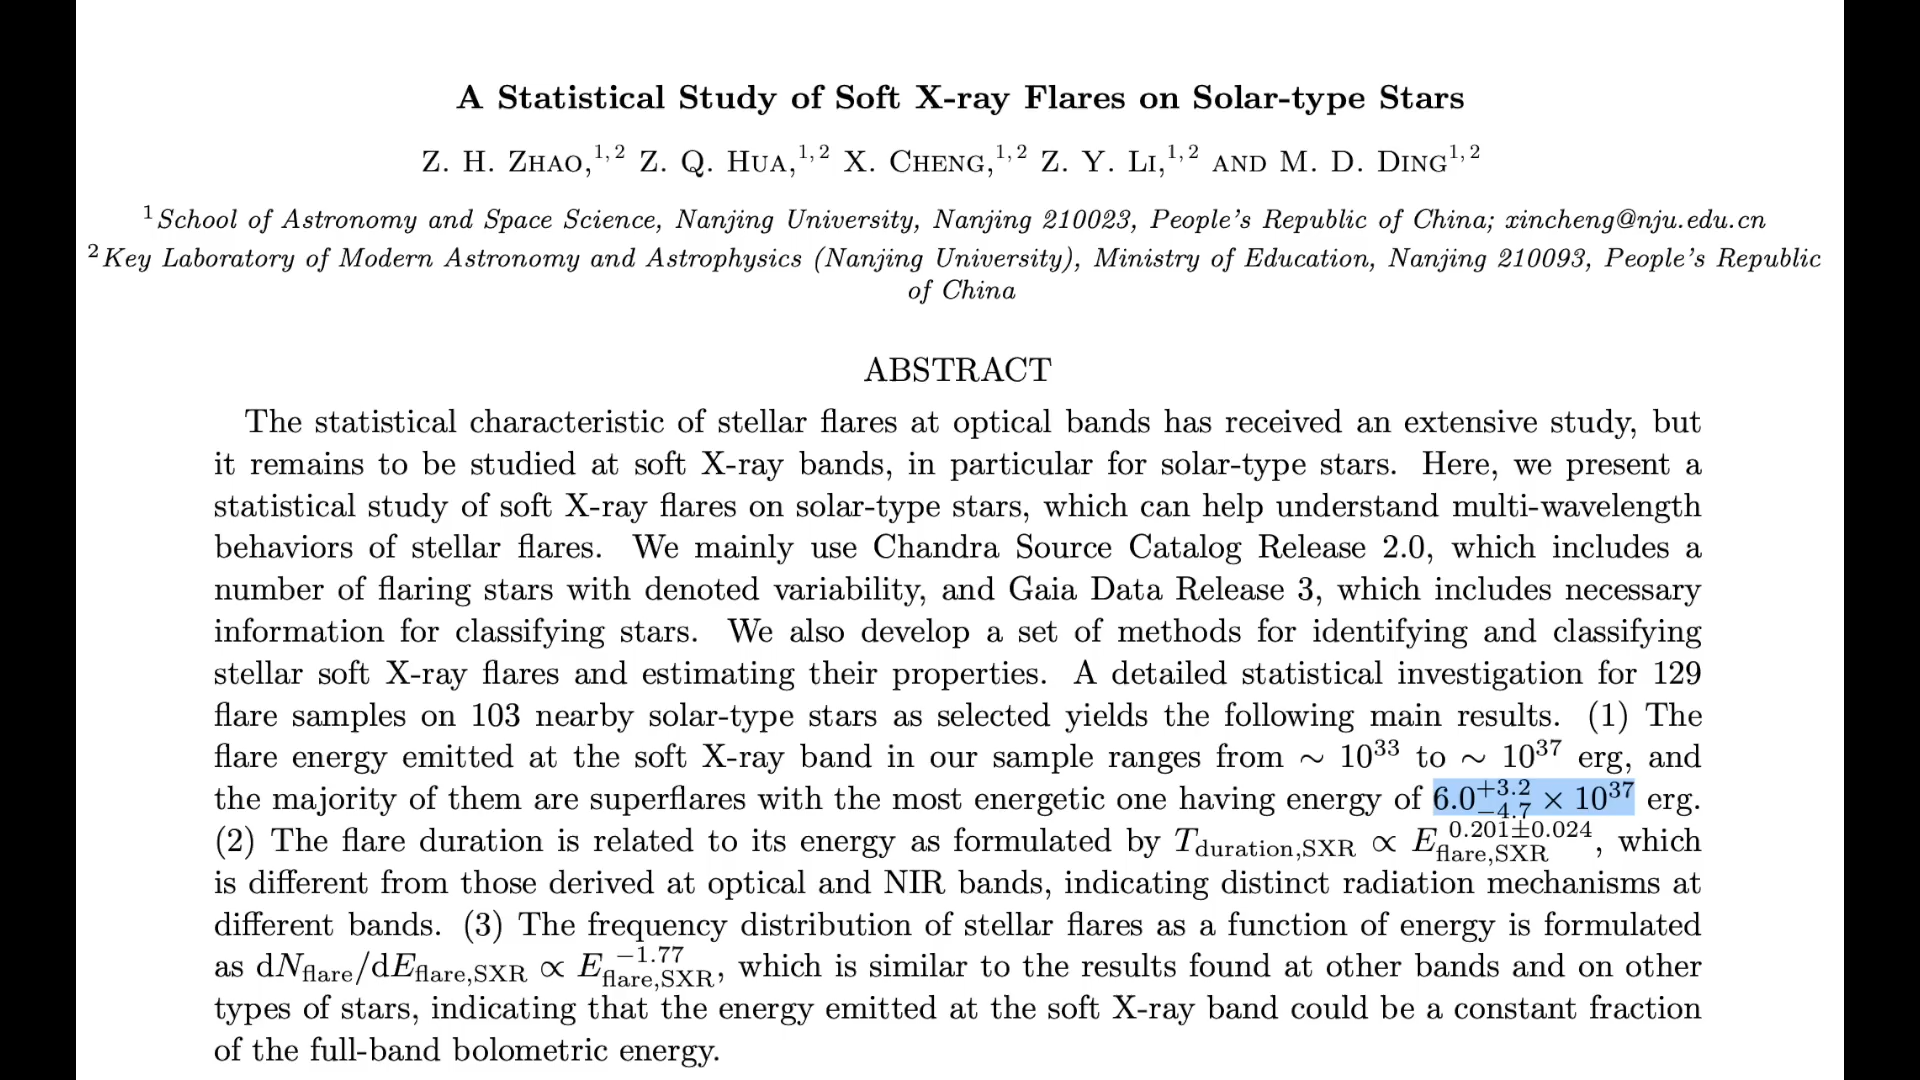 A Statistical Study of Soft X-ray Flares on Solar-type Stars
Z. H. Zhao,1,2 Z. Q. Hua,1,2 X. Cheng,1,2 Z. Y. Li,1,2 and M. D. Ding1,2
1School of Astronomy and Space Science, Nanjing University, Nanjing 210023, People's Republic of China; xincheng@nju.edu.cn
2Key Laboratory of Modern Astronomy and Astrophysics (Nanjing University), Ministry of Education, Nanjing 210093, People's Republic
of China
ABSTRACT
The statistical characteristic of stellar flares at optical bands has received an extensive study, but
it remains to be studied at soft X-ray bands, in particular for solar-type stars. Here, we present a
statistical study of soft X-ray flares on solar-type stars, which can help understand multi-wavelength
behaviors of stellar flares. We mainly use Chandra Source Catalog Release 2.0, which includes a
number of flaring stars with denoted variability, and Gaia Data Release 3, which includes necessary
information for classifying stars. We also develop a set of methods for identifying and classifying
stellar soft X-ray flares and estimating their properties. A detailed statistical investigation for 129
flare samples on 103 nearby solar-type stars as selected yields the following main results. (1) The
flare energy emitted at the soft X-ray band in our sample ranges from ∼ 10^33 to ∼ 10^37 erg, and
the majority of them are superflares with the most energetic one having energy of 6.0^{+3.2}_{−4.7} × 10^37 erg.
(2) The flare duration is related to its energy as formulated by T_{duration,SXR} ∝ E_{flare,SXR}^{0.201±0.024}, which
is different from those derived at optical and NIR bands, indicating distinct radiation mechanisms at
different bands. (3) The frequency distribution of stellar flares as a function of energy is formulated
as dN_{flare}/dE_{flare,SXR} ∝ E_{flare,SXR}^{−1.77}, which is similar to the results found at other bands and on other
types of stars, indicating that the energy emitted at the soft X-ray band could be a constant fraction
of the full-band bolometric energy.